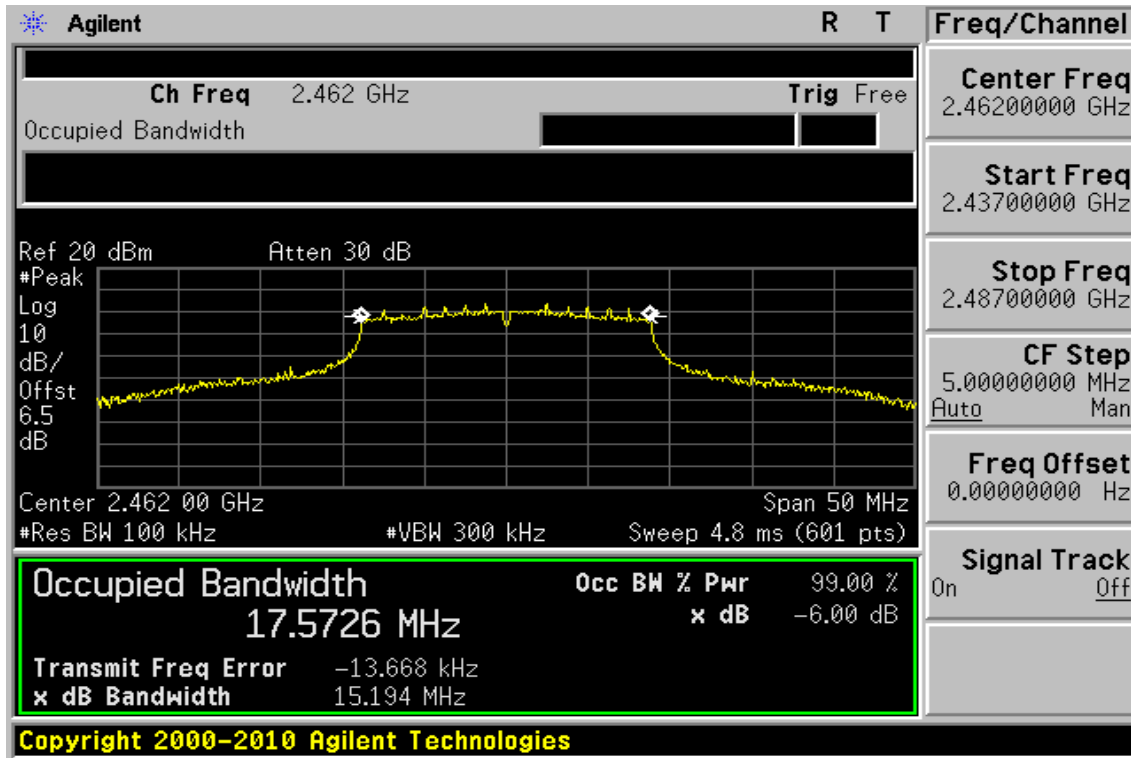 Agilent R T
Ch Freq 2.462 GHz Trig Free
Occupied Bandwidth
Ref 20 dBm Atten 30 dB
#Peak
Log
10
dB/
Offst
6.5
dB
Center 2.462 00 GHz Span 50 MHz
#Res BW 100 kHz #VBW 300 kHz Sweep 4.8 ms (601 pts)
Occupied Bandwidth Occ BW % Pwr 99.00 %
17.5726 MHz x dB -6.00 dB
Transmit Freq Error -13.668 kHz
x dB Bandwidth 15.194 MHz
Copyright 2000-2010 Agilent Technologies
Freq/Channel
Center Freq
2.46200000 GHz
Start Freq
2.43700000 GHz
Stop Freq
2.48700000 GHz
CF Step
5.00000000 MHz
Auto Man
Freq Offset
0.00000000 Hz
Signal Track
On Off